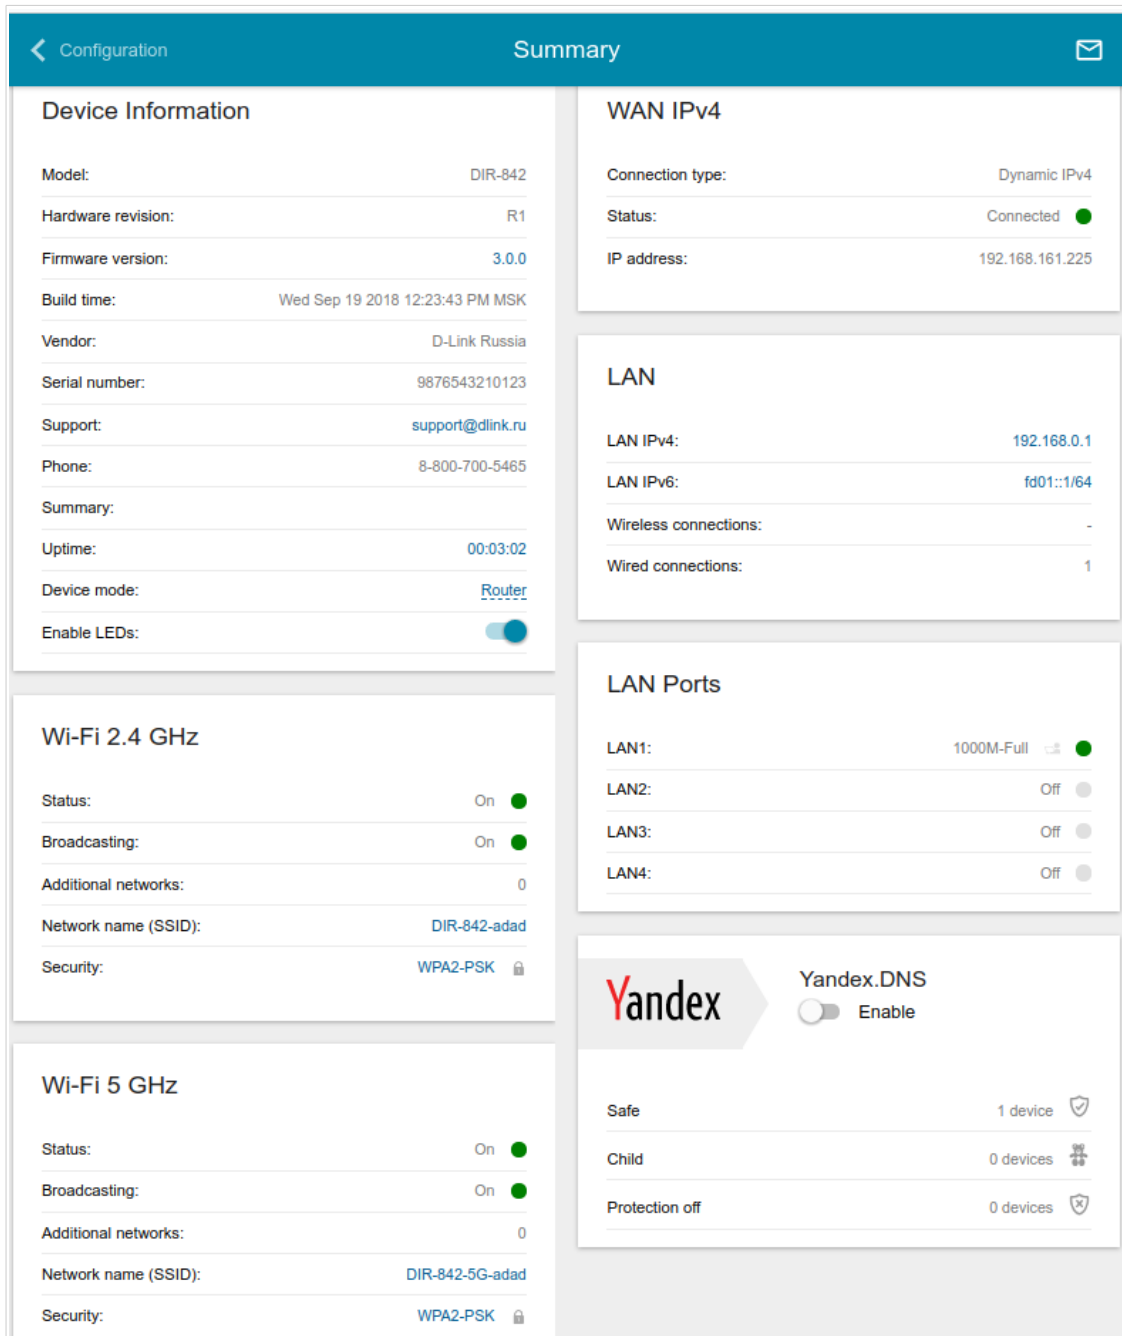 Configuration
Summary
Device Information
Model: DIR-842
Hardware revision: R1
Firmware version: 3.0.0
Build time: Wed Sep 19 2018 12:23:43 PM MSK
Vendor: D-Link Russia
Serial number: 9876543210123
Support: support@dlink.ru
Phone: 8-800-700-5465
Summary:
Uptime: 00:03:02
Device mode: Router
Enable LEDs:
Wi-Fi 2.4 GHz
Status: On
Broadcasting: On
Additional networks: 0
Network name (SSID): DIR-842-adad
Security: WPA2-PSK
Wi-Fi 5 GHz
Status: On
Broadcasting: On
Additional networks: 0
Network name (SSID): DIR-842-5G-adad
Security: WPA2-PSK
WAN IPv4
Connection type: Dynamic IPv4
Status: Connected
IP address: 192.168.161.225
LAN
LAN IPv4: 192.168.0.1
LAN IPv6: fd01::1/64
Wireless connections: -
Wired connections: 1
LAN Ports
LAN1: 1000M-Full
LAN2: Off
LAN3: Off
LAN4: Off
Yandex
Yandex.DNS
Enable
Safe 1 device
Child 0 devices
Protection off 0 devices